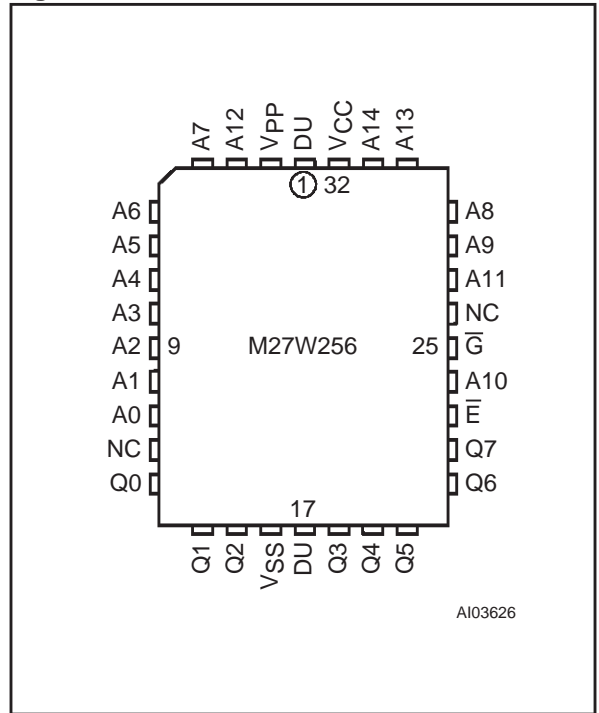 A7 A12 VPP DU VCC A14 A13
1 32
A6 A8
A5 A9
A4 A11
A3 NC
A2 9 M27W256 25 G̅
A1 A10
A0 E̅
NC Q7
Q0 Q6
17
Q1 Q2 VSS DU Q3 Q4 Q5
AI03626